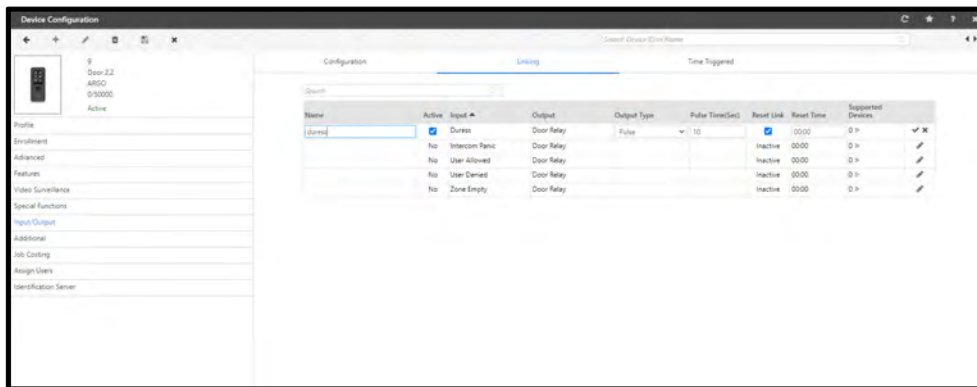 Device Configuration
Search Device ID or Name
9
Door 2.2
ARGO
0/50000
Active
Profile
Enrollment
Advanced
Features
Video Surveillance
Special Functions
Input/Output
Additional
Job Costing
Assign Users
Identification Server
Configuration Linking Time Triggered
Search
Name Active Input Output Output Type Pulse Time(Sec) Reset Link Reset Time Supported Devices
duress Duress Door Relay Pulse 10 00:00 0 >
No Intercom Panic Door Relay Inactive 00:00 0 >
No User Allowed Door Relay Inactive 00:00 0 >
No User Denied Door Relay Inactive 00:00 0 >
No Zone Empty Door Relay Inactive 00:00 0 >